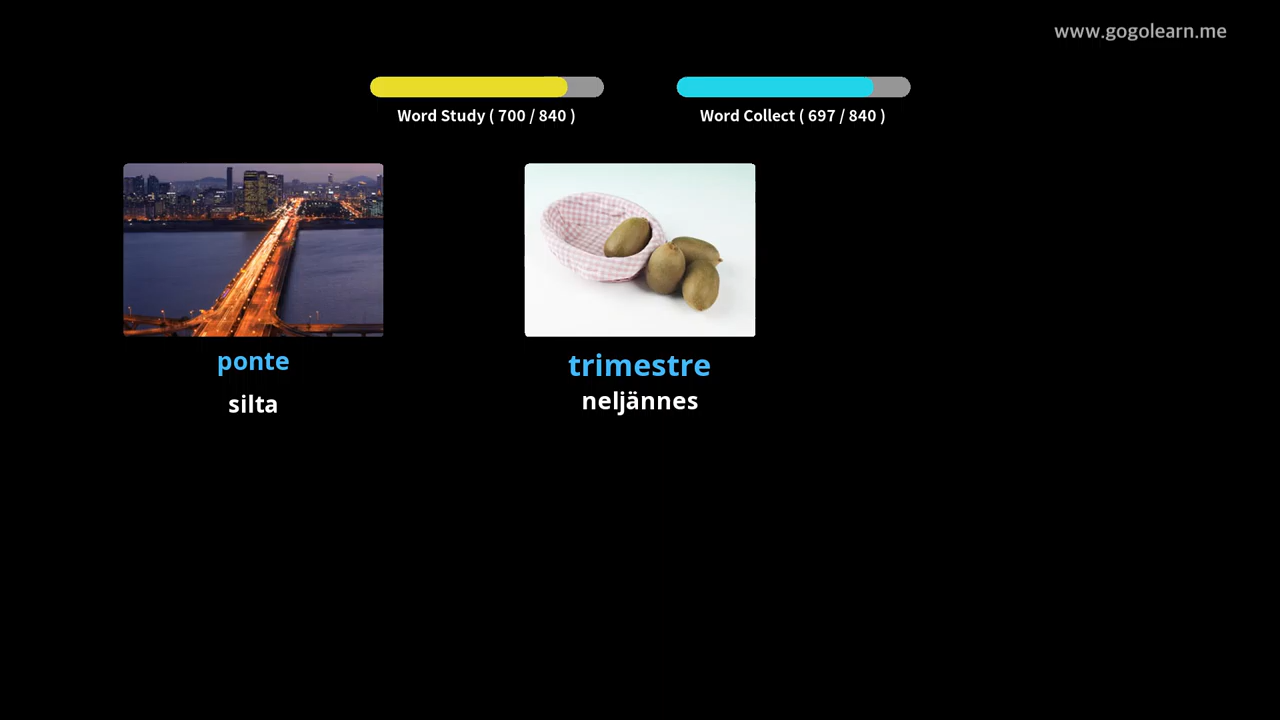 www.gogolearn.me
Word Study ( 700 / 840 )
Word Collect ( 697 / 840 )
ponte
silta
trimestre
neljännes